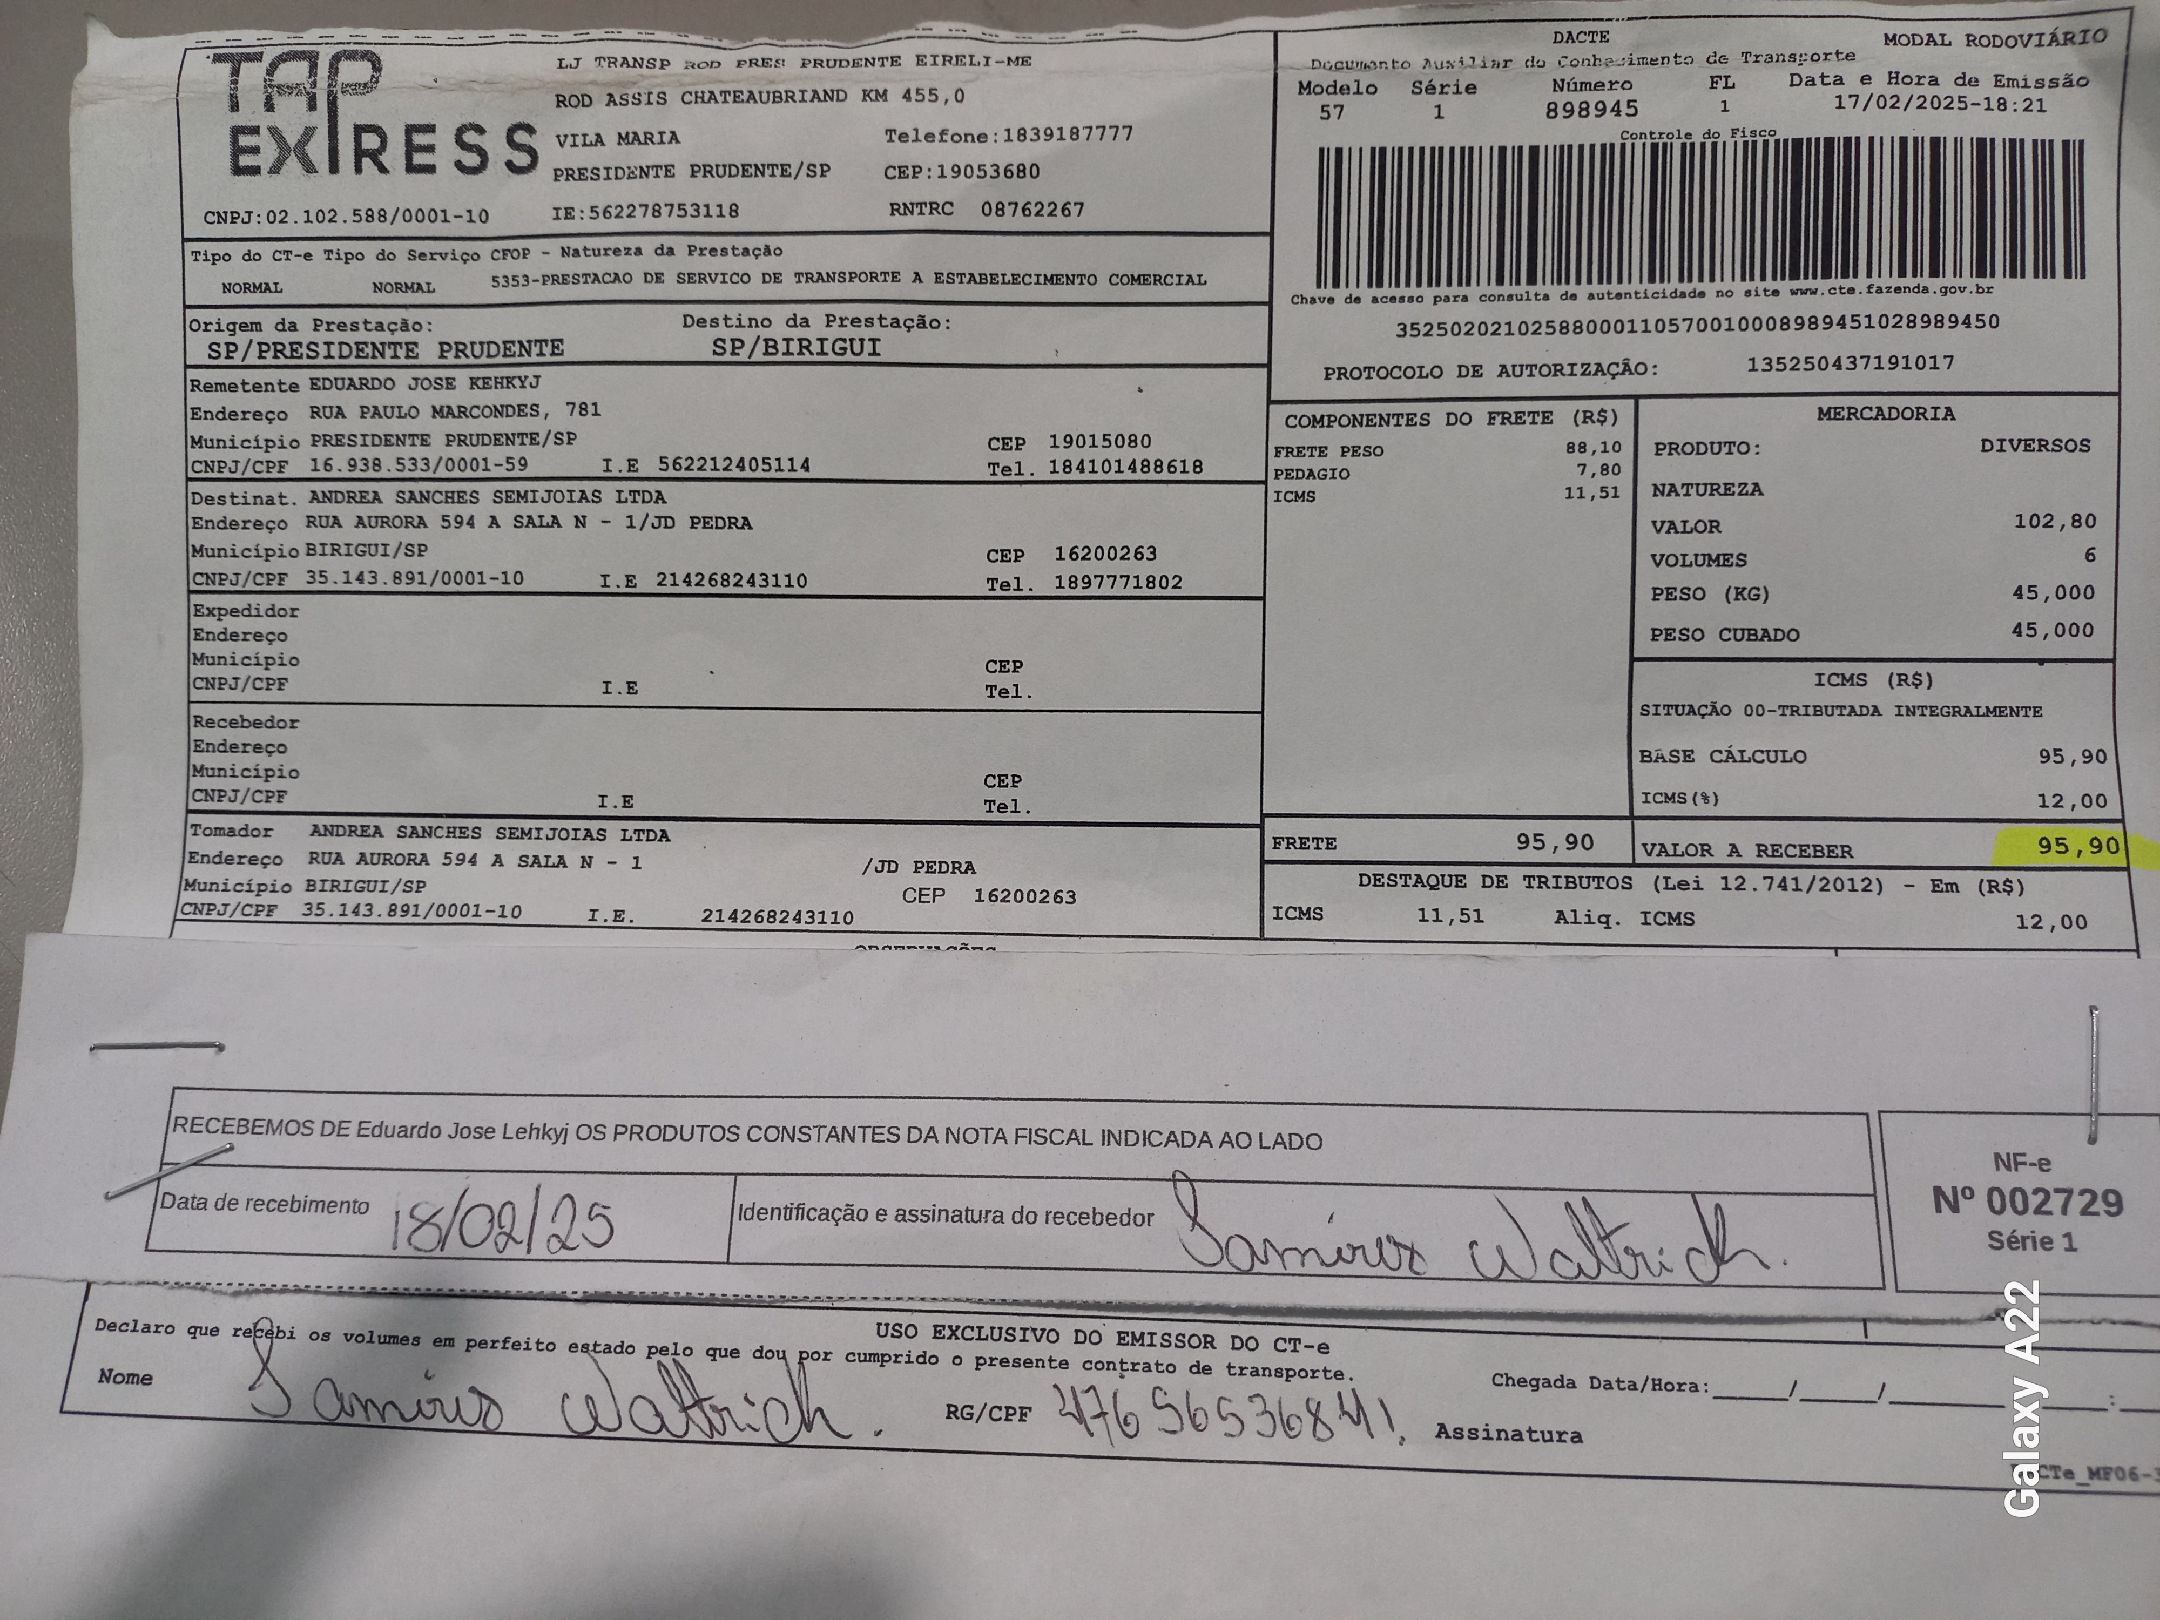 TAP EXPRESS
LJ TRANSP ROD PRES PRUDENTE EIRELI-ME
ROD ASSIS CHATEAUBRIAND KM 455,0
VILA MARIA Telefone:1839187777
PRESIDENTE PRUDENTE/SP CEP:19053680
CNPJ:02.102.588/0001-10 IE:562278753118 RNTRC 08762267
DACTE MODAL RODOVIÁRIO
Documento Auxiliar do Conhecimento de Transporte
Modelo Série Número FL Data e Hora de Emissão
57 1 898945 1 17/02/2025-18:21
Controle do Fisco
Chave de acesso para consulta de autenticidade no site www.cte.fazenda.gov.br
35250202102588000110570010008989451028989450
PROTOCOLO DE AUTORIZAÇÃO: 135250437191017
Tipo do CT-e Tipo do Serviço CFOP - Natureza da Prestação
NORMAL NORMAL 5353-PRESTACAO DE SERVICO DE TRANSPORTE A ESTABELECIMENTO COMERCIAL
Origem da Prestação: Destino da Prestação:
SP/PRESIDENTE PRUDENTE SP/BIRIGUI
Remetente EDUARDO JOSE KEHKYJ
Endereço RUA PAULO MARCONDES, 781
Município PRESIDENTE PRUDENTE/SP CEP 19015080
CNPJ/CPF 16.938.533/0001-59 I.E 562212405114 Tel. 184101488618
Destinat. ANDREA SANCHES SEMIJOIAS LTDA
Endereço RUA AURORA 594 A SALA N - 1/JD PEDRA
Município BIRIGUI/SP CEP 16200263
CNPJ/CPF 35.143.891/0001-10 I.E 214268243110 Tel. 1897771802
Expedidor
Endereço
Município CEP
CNPJ/CPF I.E Tel.
Recebedor
Endereço
Município CEP
CNPJ/CPF I.E Tel.
Tomador ANDREA SANCHES SEMIJOIAS LTDA
Endereço RUA AURORA 594 A SALA N - 1 /JD PEDRA
Município BIRIGUI/SP CEP 16200263
CNPJ/CPF 35.143.891/0001-10 I.E. 214268243110
COMPONENTES DO FRETE (R$)
FRETE PESO 88,10
PEDAGIO 7,80
ICMS 11,51
MERCADORIA
PRODUTO: DIVERSOS
NATUREZA
VALOR 102,80
VOLUMES 6
PESO (KG) 45,000
PESO CUBADO 45,000
ICMS (R$)
SITUAÇÃO 00-TRIBUTADA INTEGRALMENTE
BASE CÁLCULO 95,90
ICMS(%) 12,00
FRETE 95,90 VALOR A RECEBER 95,90
DESTAQUE DE TRIBUTOS (Lei 12.741/2012) - Em (R$)
ICMS 11,51 Aliq. ICMS 12,00
OBSERVAÇÕES
RECEBEMOS DE Eduardo Jose Lehkyj OS PRODUTOS CONSTANTES DA NOTA FISCAL INDICADA AO LADO
Data de recebimento 18/02/25 Identificação e assinatura do recebedor Samirus Waltrich.
NF-e
Nº 002729
Série 1
USO EXCLUSIVO DO EMISSOR DO CT-e
Declaro que recebi os volumes em perfeito estado pelo que dou por cumprido o presente contrato de transporte.
Nome Samirus Waltrich. RG/CPF Assinatura
Chegada Data/Hora:____/____/____:
CTe_MF06-3
Galaxy A22